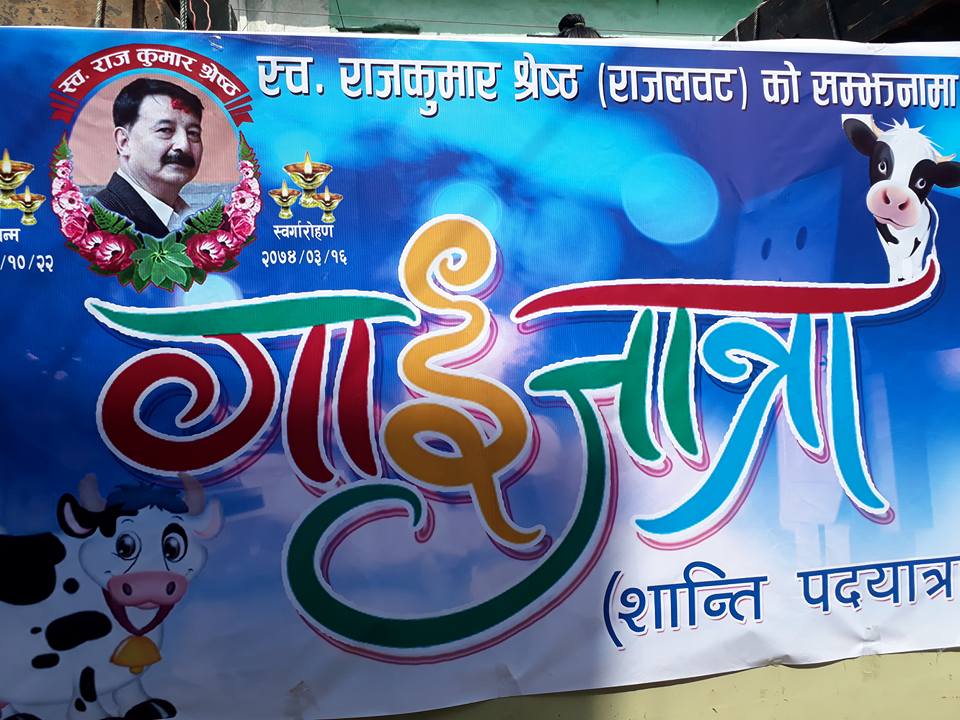 स्व. राज कुमार श्रेष्ठ
स्व. राजकुमार श्रेष्ठ (राजलवट) को सम्झनामा
स्वर्गारोहण
/१०/२२
२०७४/०३/१६
गाईजात्रा
(शान्ति पदयात्र